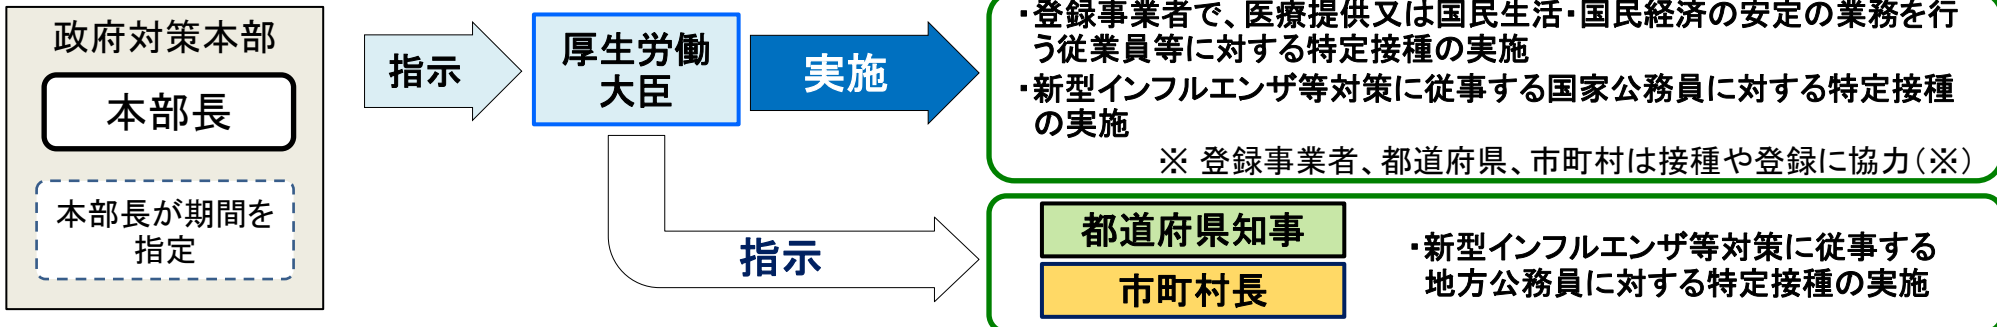 政府対策本部
本部長
本部長が期間を
指定
指示
厚生労働
大臣
実施
・登録事業者で、医療提供又は国民生活・国民経済の安定の業務を行
う従業員等に対する特定接種の実施
・新型インフルエンザ等対策に従事する国家公務員に対する特定接種
の実施
※ 登録事業者、都道府県、市町村は接種や登録に協力(※)
指示
都道府県知事
市町村長
・新型インフルエンザ等対策に従事する
地方公務員に対する特定接種の実施